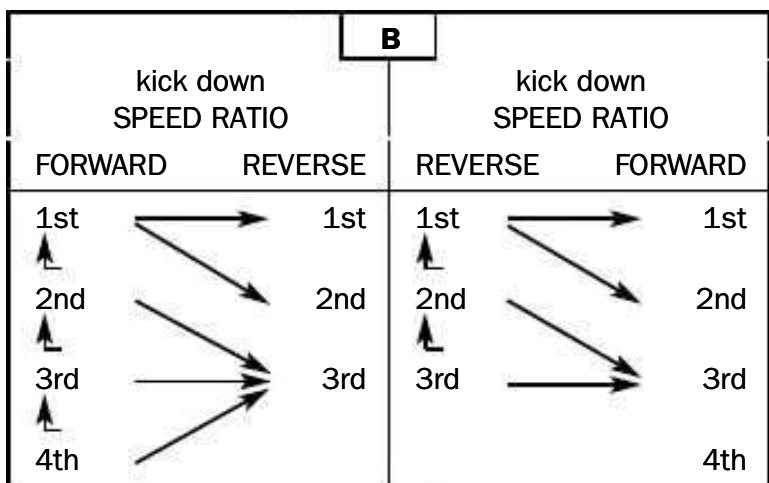 B
kick down
SPEED RATIO
FORWARD REVERSE
1st 1st
2nd 2nd
3rd 3rd
4th
kick down
SPEED RATIO
REVERSE FORWARD
1st 1st
2nd 2nd
3rd 3rd
4th